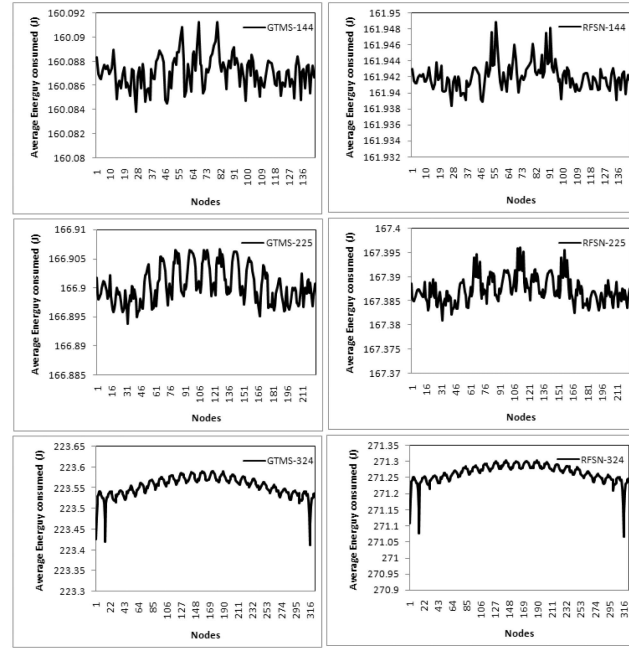 160.092
160.09
160.088
160.086
160.084
160.082
160.08
Average Energuy consumed (J)
GTMS-144
1 10 19 28 37 46 55 64 73 82 91 100 109 118 127 136
Nodes
161.95
161.948
161.946
161.944
161.942
161.94
161.938
161.936
161.934
161.932
Average Energuy consumed (J)
RFSN-144
1 10 19 28 37 46 55 64 73 82 91 100 109 118 127 136
Nodes
166.91
166.905
166.9
166.895
166.89
166.885
Average Energuy consumed (J)
GTMS-225
1 16 31 46 61 76 91 106 121 136 151 166 181 196 211
Nodes
167.4
167.395
167.39
167.385
167.38
167.375
167.37
Average Energuy consumed (J)
RFSN-225
1 16 31 46 61 76 91 106 121 136 151 166 181 196 211
Nodes
223.65
223.6
223.55
223.5
223.45
223.4
223.35
223.3
Average Energuy consumed (J)
GTMS-324
1 22 43 64 85 106 127 148 169 190 211 232 253 274 295 316
Nodes
271.35
271.3
271.25
271.2
271.15
271.1
271.05
271
270.95
270.9
Average Energuy consumed (J)
RFSN-324
1 22 43 64 85 106 127 148 169 190 211 232 253 274 295 316
Nodes